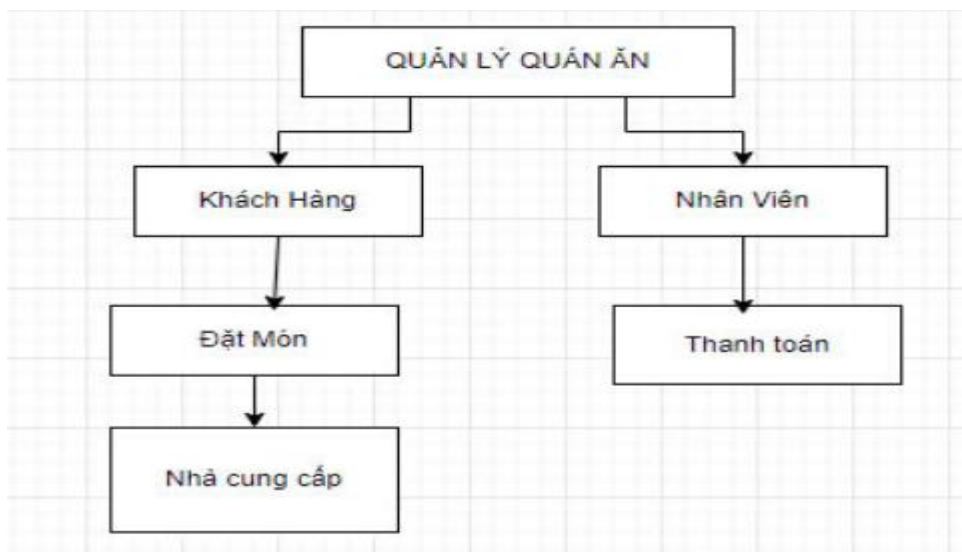 QUẢN LÝ QUÁN ĂN
Khách Hàng
Nhân Viên
Đặt Món
Thanh toán
Nhà cung cấp